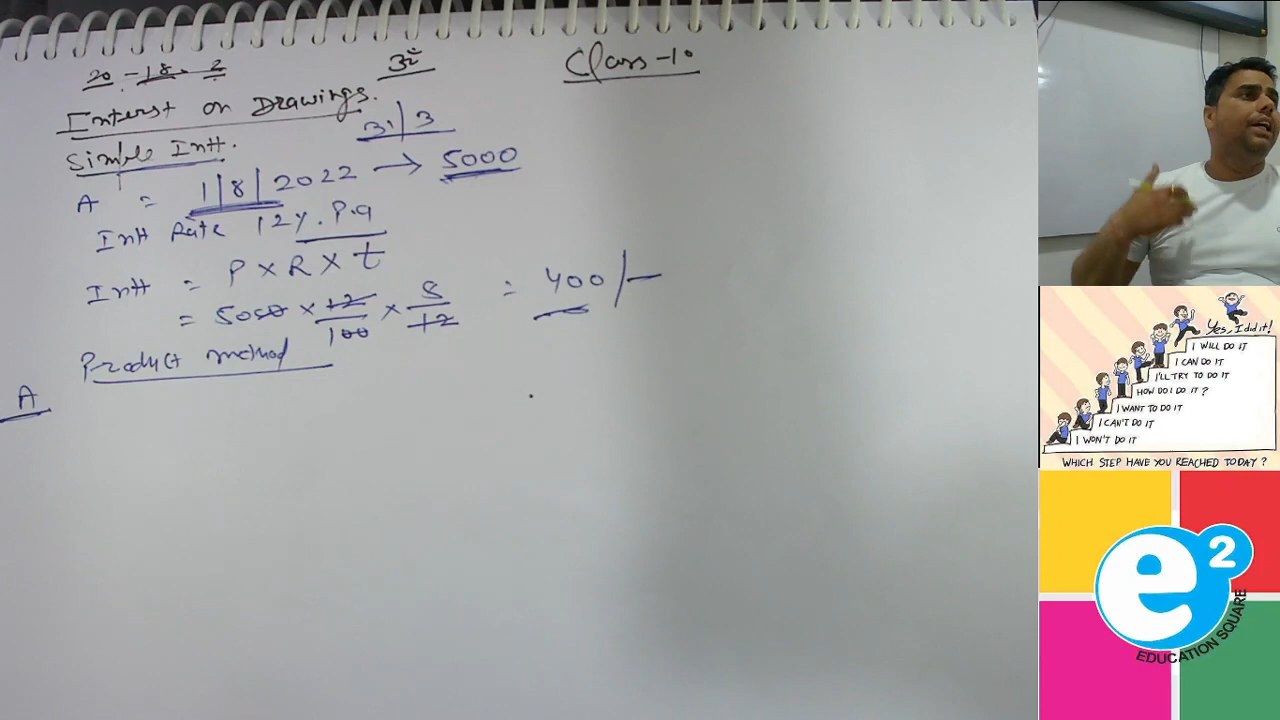 20 - 18 - 2
Class-10
Interst on Drawings.
31/3
Simble Intt.
A = 1/8/2022 → 5000
Intt Rate 12%. P.a
Intt = P × R × t
= 5000 × 12/100 × 8/12 = 400/-
Product method
A
Yes, I did it!
I WILL DO IT
I CAN DO IT
I'LL TRY TO DO IT
HOW DO I DO IT?
I WANT TO DO IT
I CAN'T DO IT
I WON'T DO IT
WHICH STEP HAVE YOU REACHED TODAY?
e2
EDUCATION SQUARE